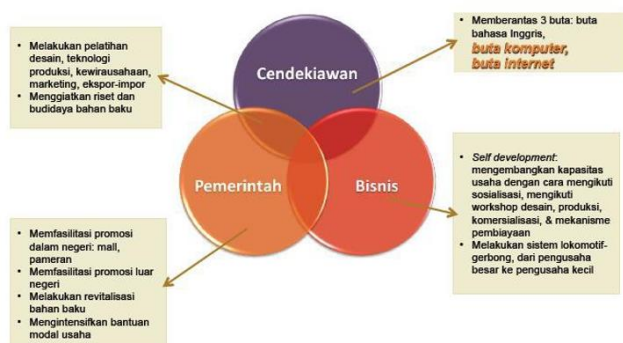 • Melakukan pelatihan
desain, teknologi
produksi, kewirausahaan,
marketing, ekspor-impor
• Menggiatkan riset dan
budidaya bahan baku
Cendekiawan
• Memberantas 3 buta: buta
bahasa Inggris,
buta komputer,
buta internet
Pemerintah
Bisnis
• Self development:
mengembangkan kapasitas
usaha dengan cara mengikuti
sosialisasi, mengikuti
workshop desain, produksi,
komersialisasi, & mekanisme
pembiayaan
• Melakukan sistem lokomotif-
gerbong, dari pengusaha
besar ke pengusaha kecil
• Memfasilitasi promosi
dalam negeri: mall,
pameran
• Memfasilitasi promosi luar
negeri
• Melakukan revitalisasi
bahan baku
• Mengintensifkan bantuan
modal usaha